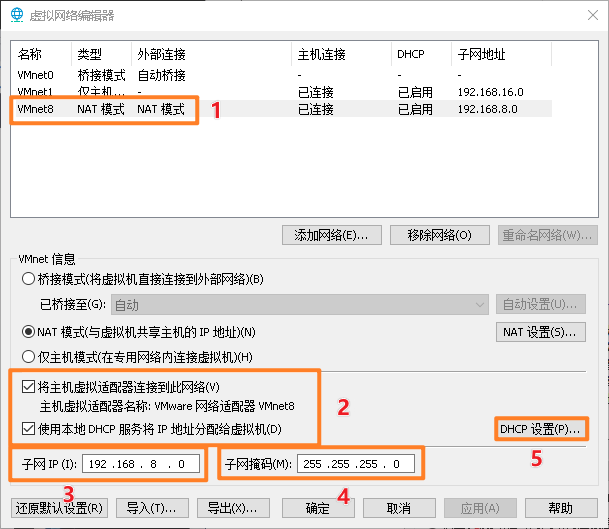 虚拟网络编辑器
名称 类型 外部连接 主机连接 DHCP 子网地址
VMnet0 桥接模式 自动桥接 - - -
VMnet1 仅主机... - 已连接 已启用 192.168.16.0
VMnet8 NAT 模式 NAT 模式 已连接 已启用 192.168.8.0
1
添加网络(E)... 移除网络(O) 重命名网络(W)...
VMnet 信息
桥接模式(将虚拟机直接连接到外部网络)(B)
已桥接至(G): 自动 自动设置(U)...
NAT 模式(与虚拟机共享主机的 IP 地址)(N) NAT 设置(S)...
仅主机模式(在专用网络内连接虚拟机)(H)
将主机虚拟适配器连接到此网络(V)
主机虚拟适配器名称: VMware 网络适配器 VMnet8
2
使用本地 DHCP 服务将 IP 地址分配给虚拟机(D) DHCP 设置(P)...
5
子网 IP (I): 192 .168 . 8 . 0 子网掩码(M): 255 .255 .255 . 0
3 4
还原默认设置(R) 导入(T)... 导出(X)... 确定 取消 应用(A) 帮助